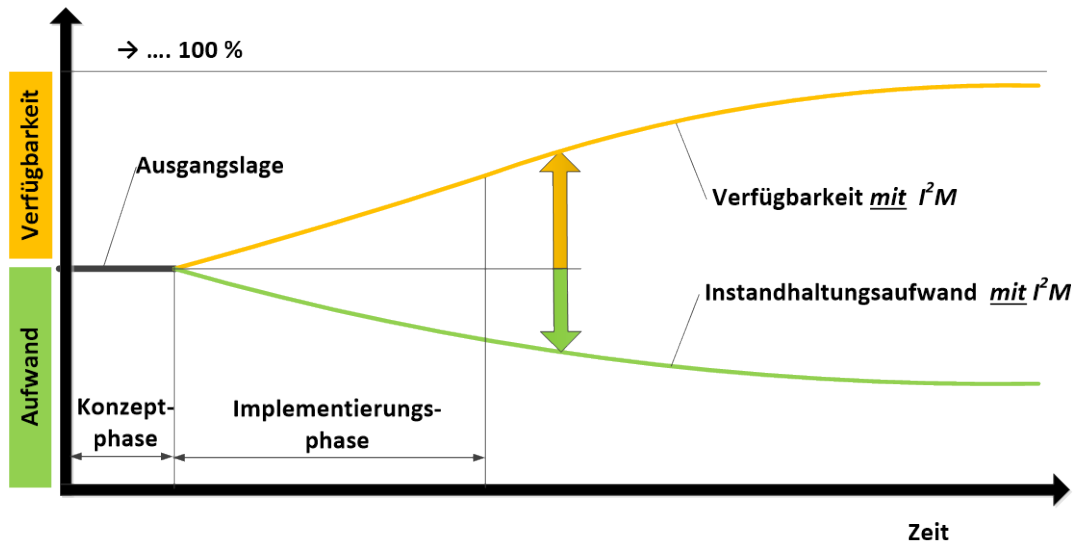 → .... 100 %
Verfügbarkeit
Ausgangslage
Verfügbarkeit mit I²M
Instandhaltungsaufwand mit I²M
Aufwand
Konzept-
phase
Implementierungs-
phase
Zeit